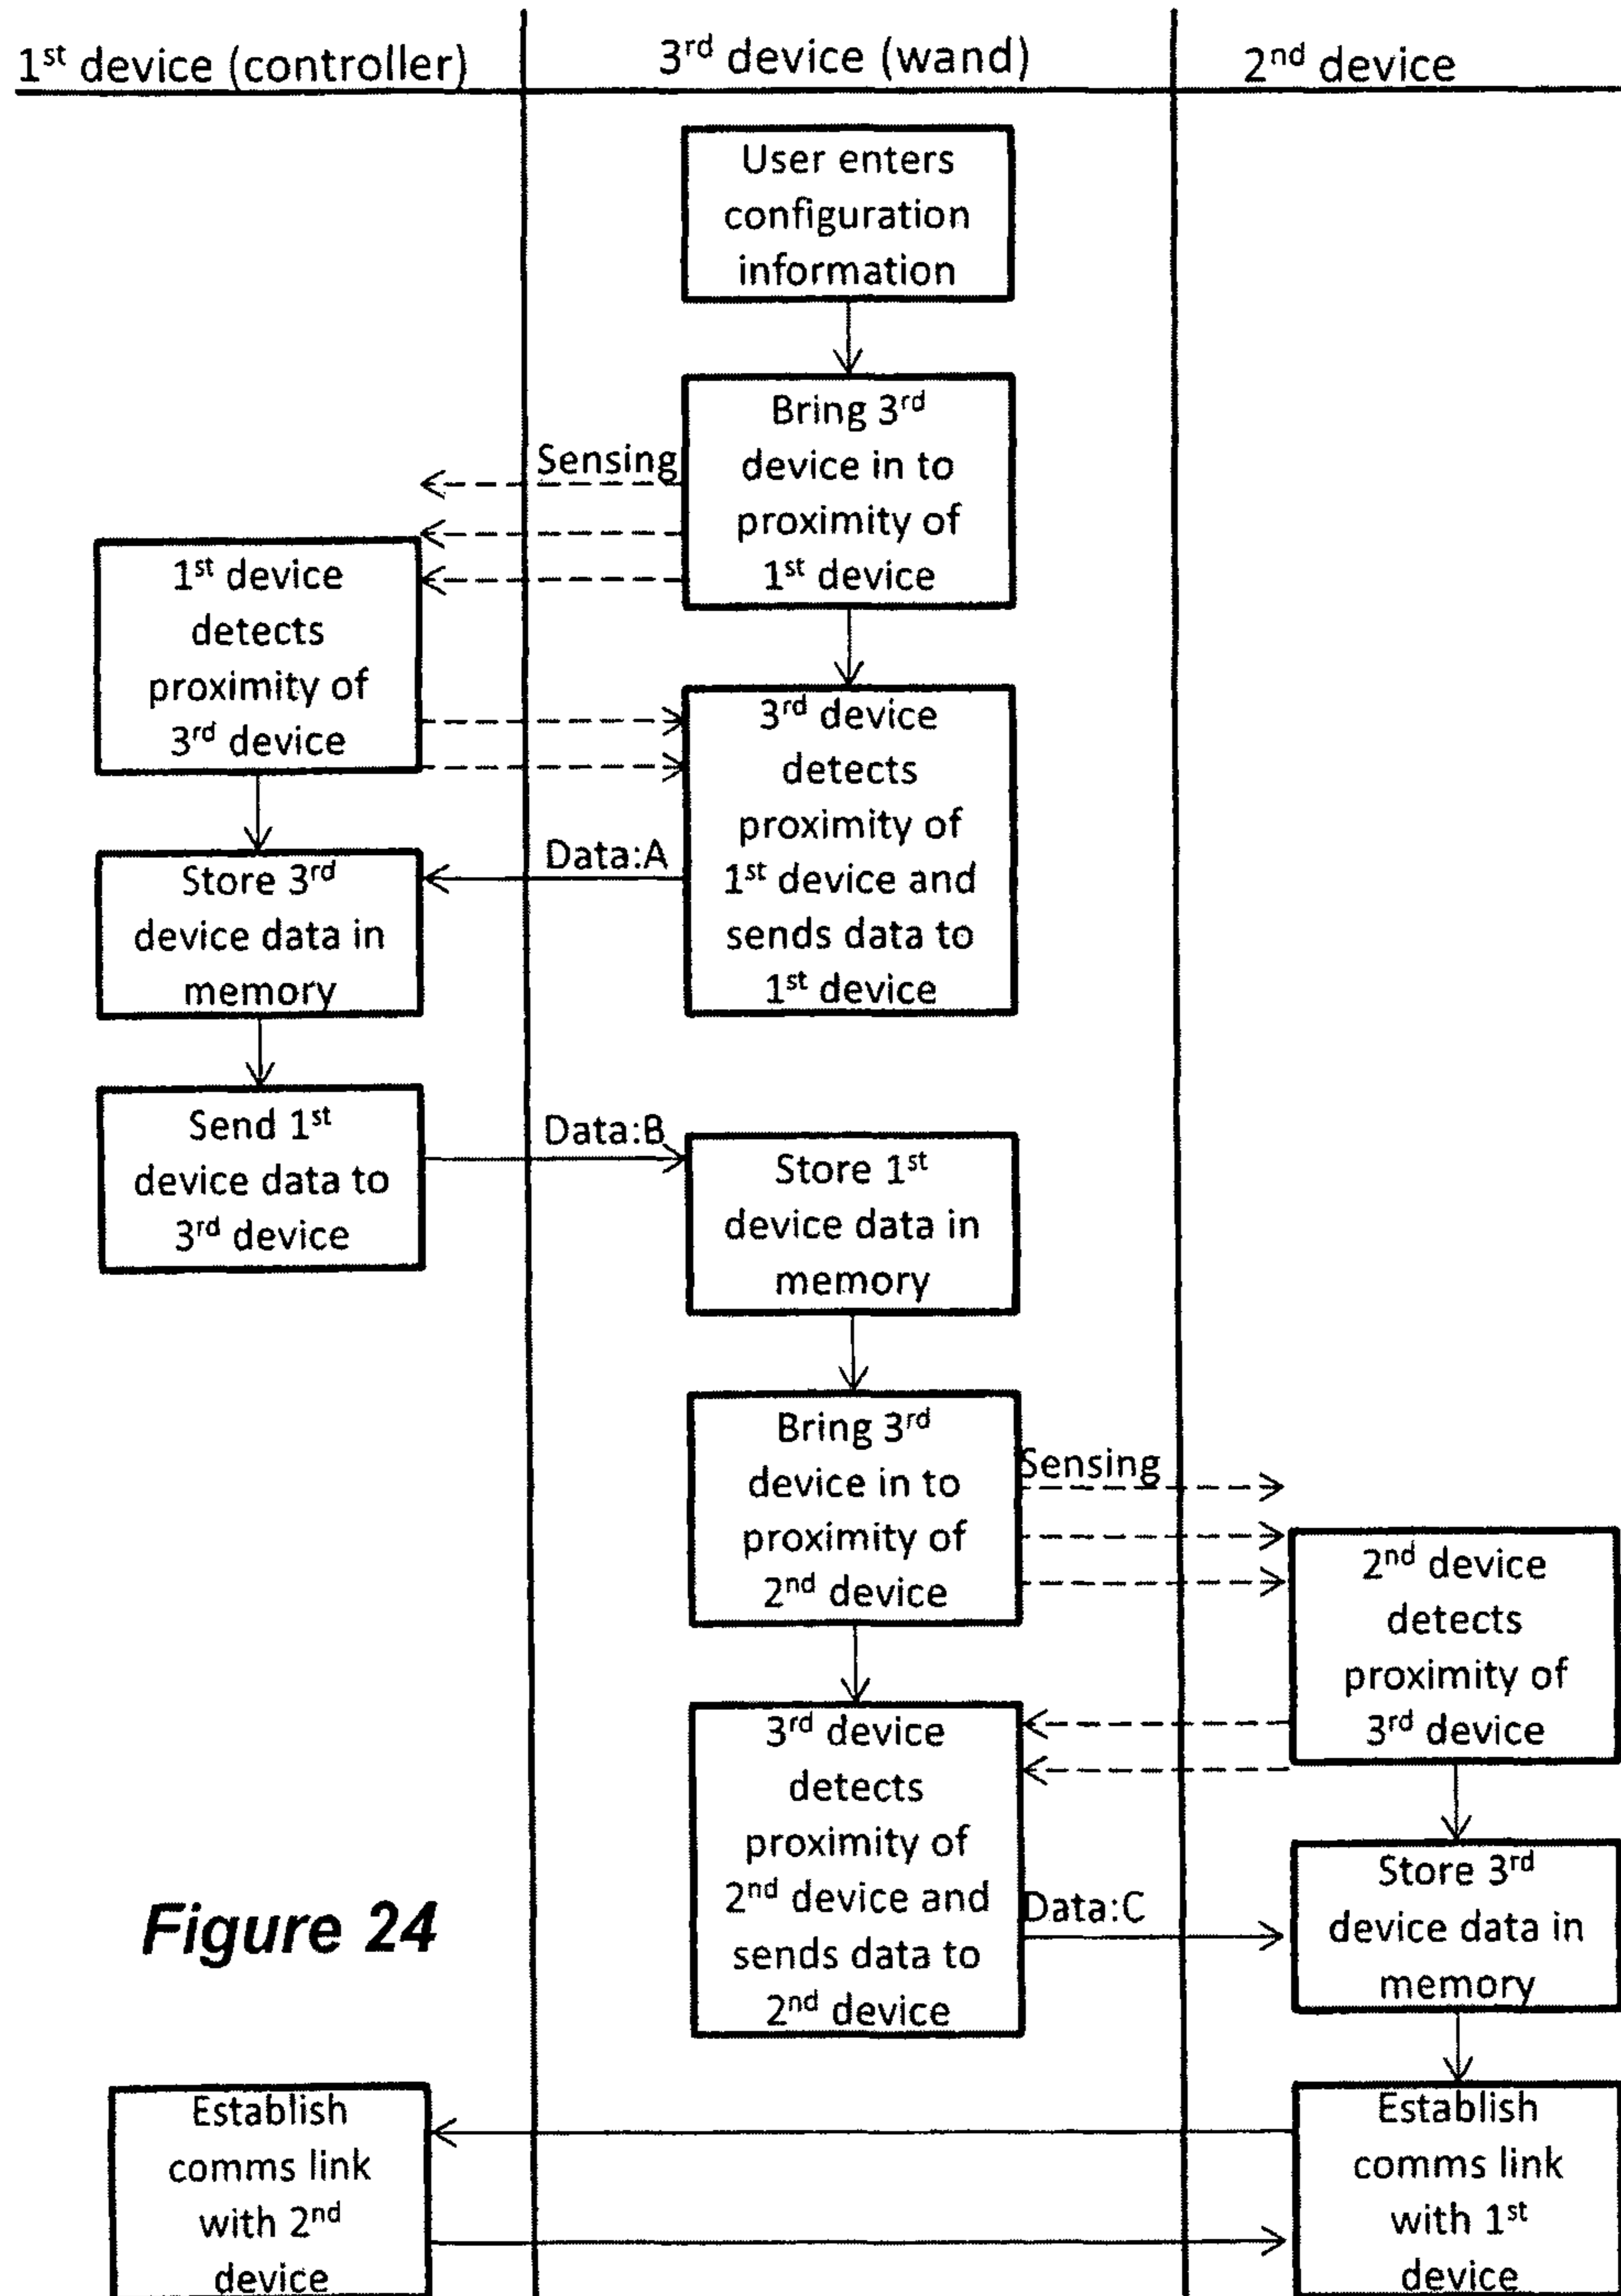 1st device (controller)
3rd device (wand)
2nd device
User enters
configuration
information
Bring 3rd
device in to
proximity of
1st device
Sensing
1st device
detects
proximity of
3rd device
3rd device
detects
proximity of
1st device and
sends data to
1st device
Data:A
Store 3rd
device data in
memory
Send 1st
device data to
3rd device
Data:B
Store 1st
device data in
memory
Bring 3rd
device in to
proximity of
2nd device
Sensing
2nd device
detects
proximity of
3rd device
3rd device
detects
proximity of
2nd device and
sends data to
2nd device
Data:C
Store 3rd
device data in
memory
Figure 24
Establish
comms link
with 2nd
device
Establish
comms link
with 1st
device